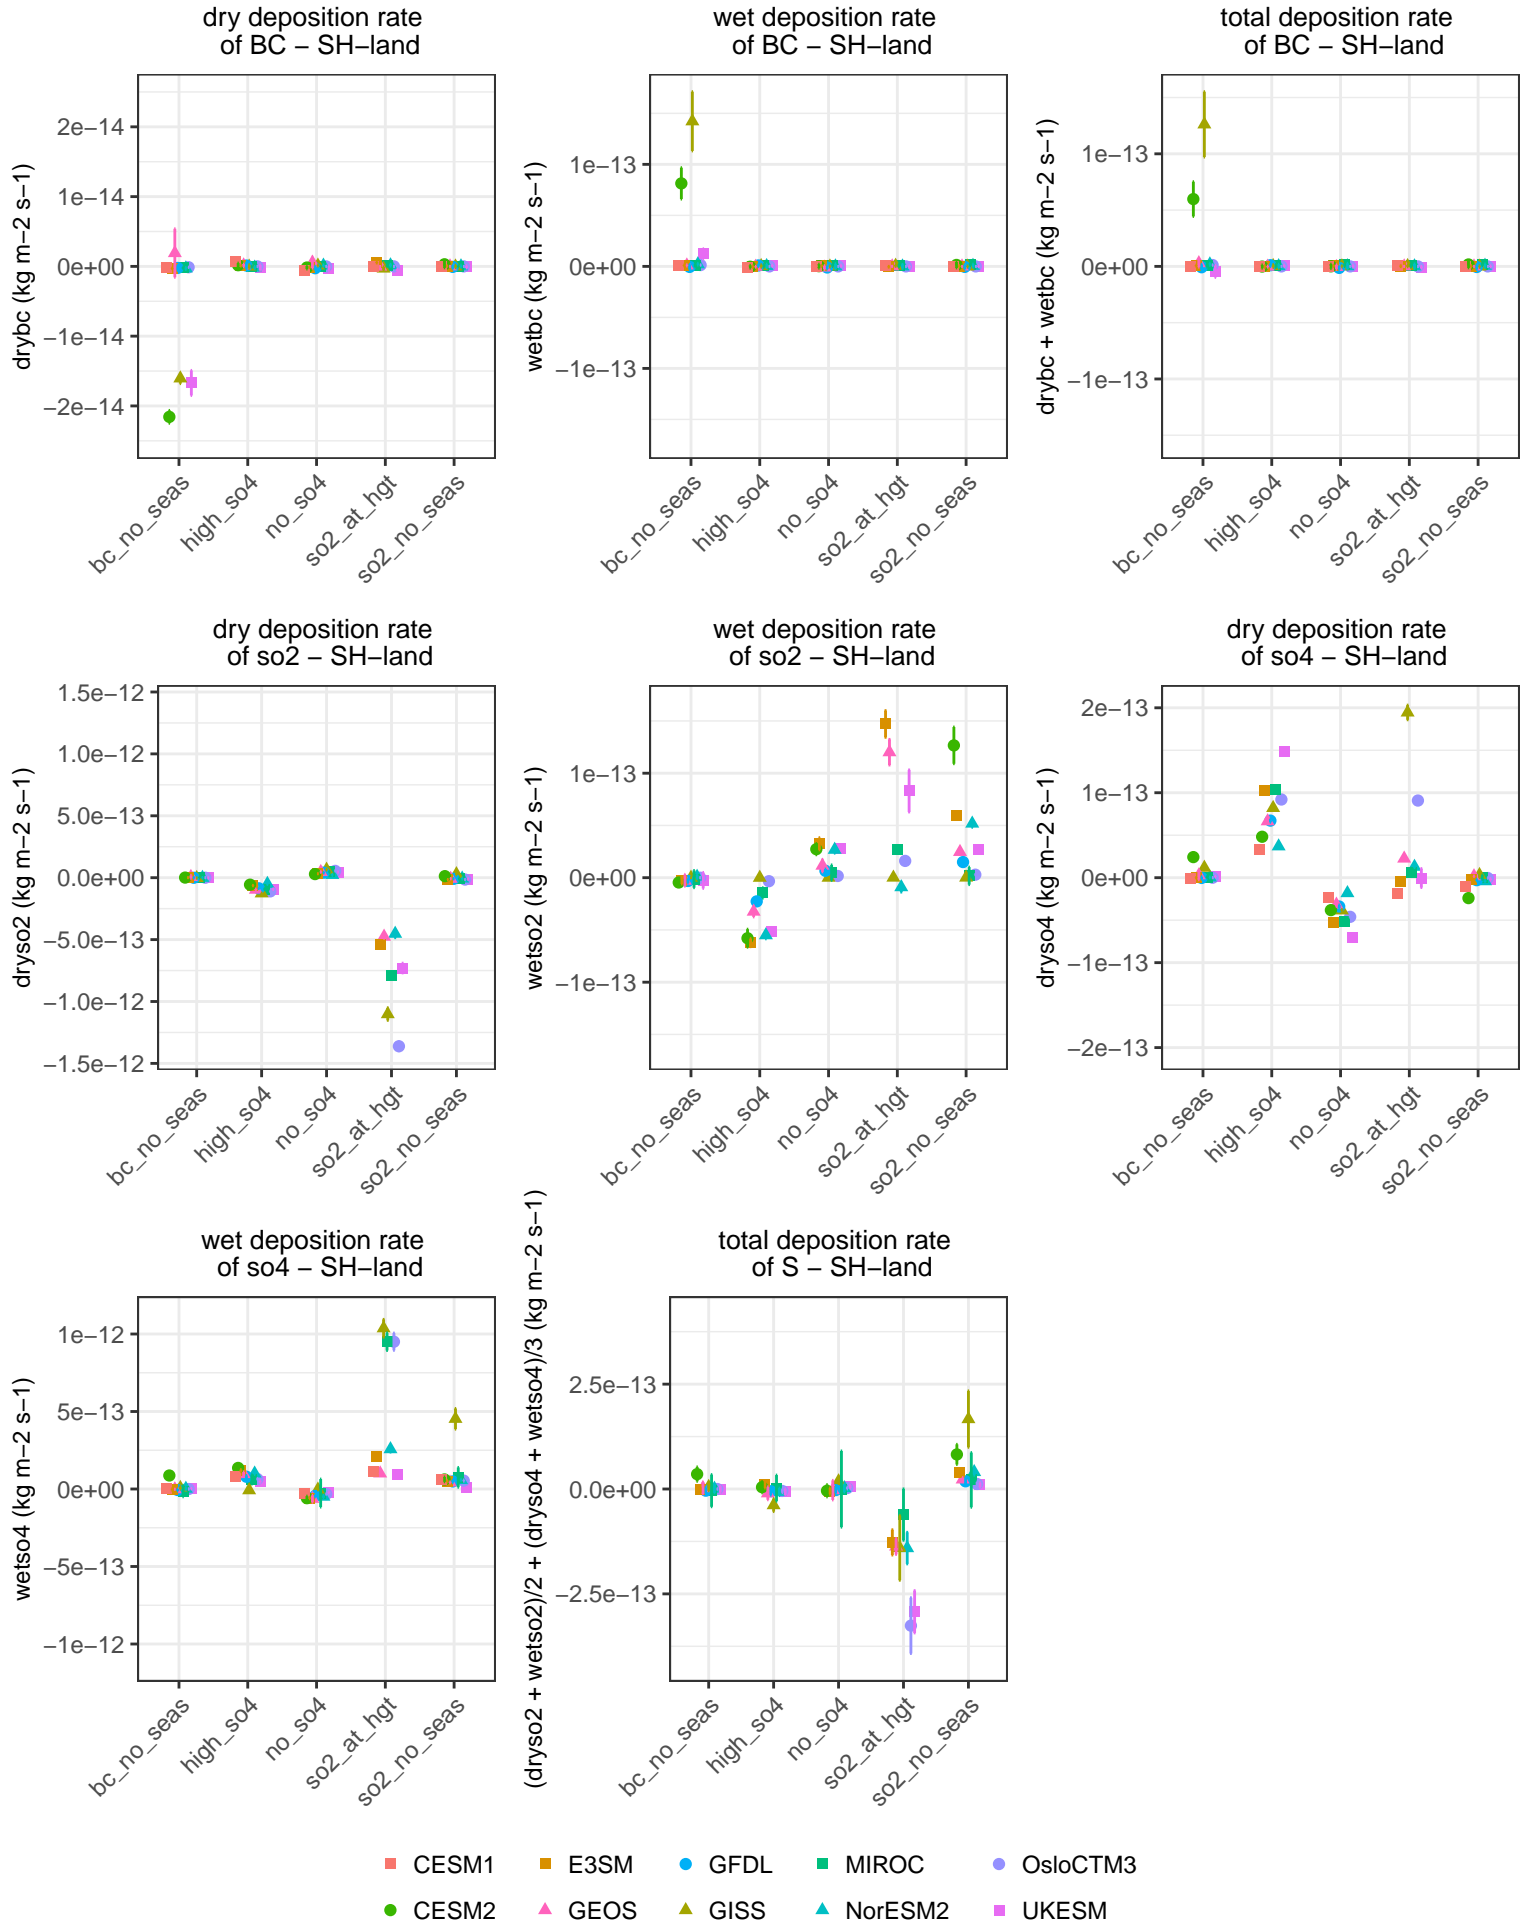 dry deposition rate
of BC − SH−land
drybc (kg m−2 s−1)
2e−14
1e−14
0e+00
−1e−14
−2e−14
bc_no_seas
high_so4
no_so4
so2_at_hgt
so2_no_seas
wet deposition rate
of BC − SH−land
wetbc (kg m−2 s−1)
1e−13
0e+00
−1e−13
bc_no_seas
high_so4
no_so4
so2_at_hgt
so2_no_seas
total deposition rate
of BC − SH−land
drybc + wetbc (kg m−2 s−1)
1e−13
0e+00
−1e−13
bc_no_seas
high_so4
no_so4
so2_at_hgt
so2_no_seas
dry deposition rate
of so2 − SH−land
dryso2 (kg m−2 s−1)
1.5e−12
1.0e−12
5.0e−13
0.0e+00
−5.0e−13
−1.0e−12
−1.5e−12
bc_no_seas
high_so4
no_so4
so2_at_hgt
so2_no_seas
wet deposition rate
of so2 − SH−land
wetso2 (kg m−2 s−1)
1e−13
0e+00
−1e−13
bc_no_seas
high_so4
no_so4
so2_at_hgt
so2_no_seas
dry deposition rate
of so4 − SH−land
dryso4 (kg m−2 s−1)
2e−13
1e−13
0e+00
−1e−13
−2e−13
bc_no_seas
high_so4
no_so4
so2_at_hgt
so2_no_seas
wet deposition rate
of so4 − SH−land
wetso4 (kg m−2 s−1)
1e−12
5e−13
0e+00
−5e−13
−1e−12
bc_no_seas
high_so4
no_so4
so2_at_hgt
so2_no_seas
total deposition rate
of S − SH−land
(dryso2 + wetso2)/2 + (dryso4 + wetso4)/3 (kg m−2 s−1)
2.5e−13
0.0e+00
−2.5e−13
bc_no_seas
high_so4
no_so4
so2_at_hgt
so2_no_seas
CESM1 E3SM GFDL MIROC OsloCTM3
CESM2 GEOS GISS NorESM2 UKESM